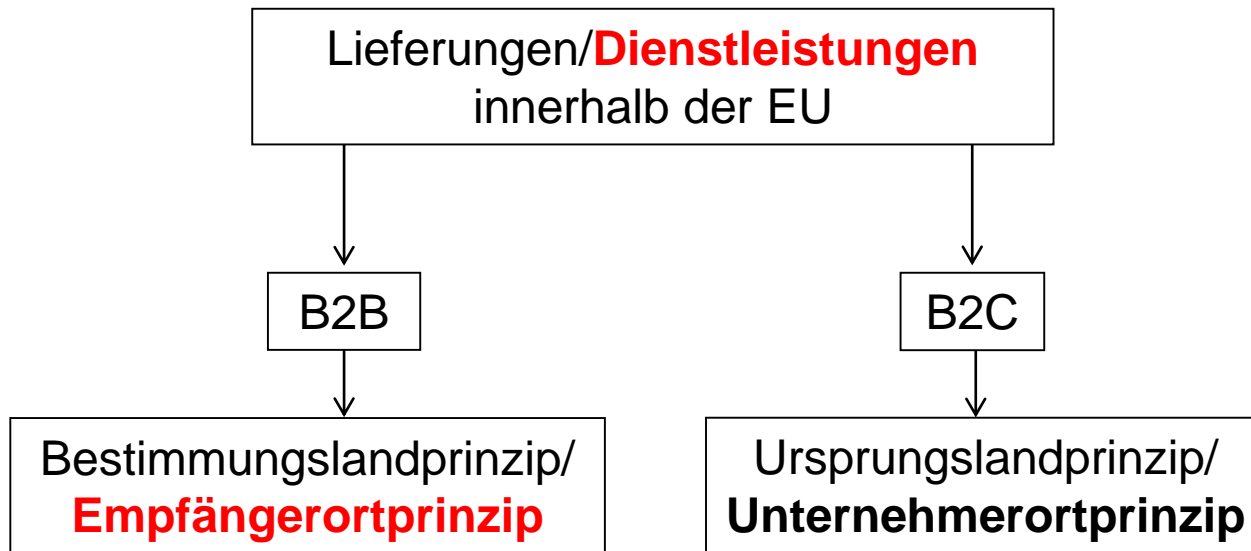 Lieferungen/Dienstleistungen
innerhalb der EU
B2B
B2C
Bestimmungslandprinzip/
Empfängerortprinzip
Ursprungslandprinzip/
Unternehmerortprinzip